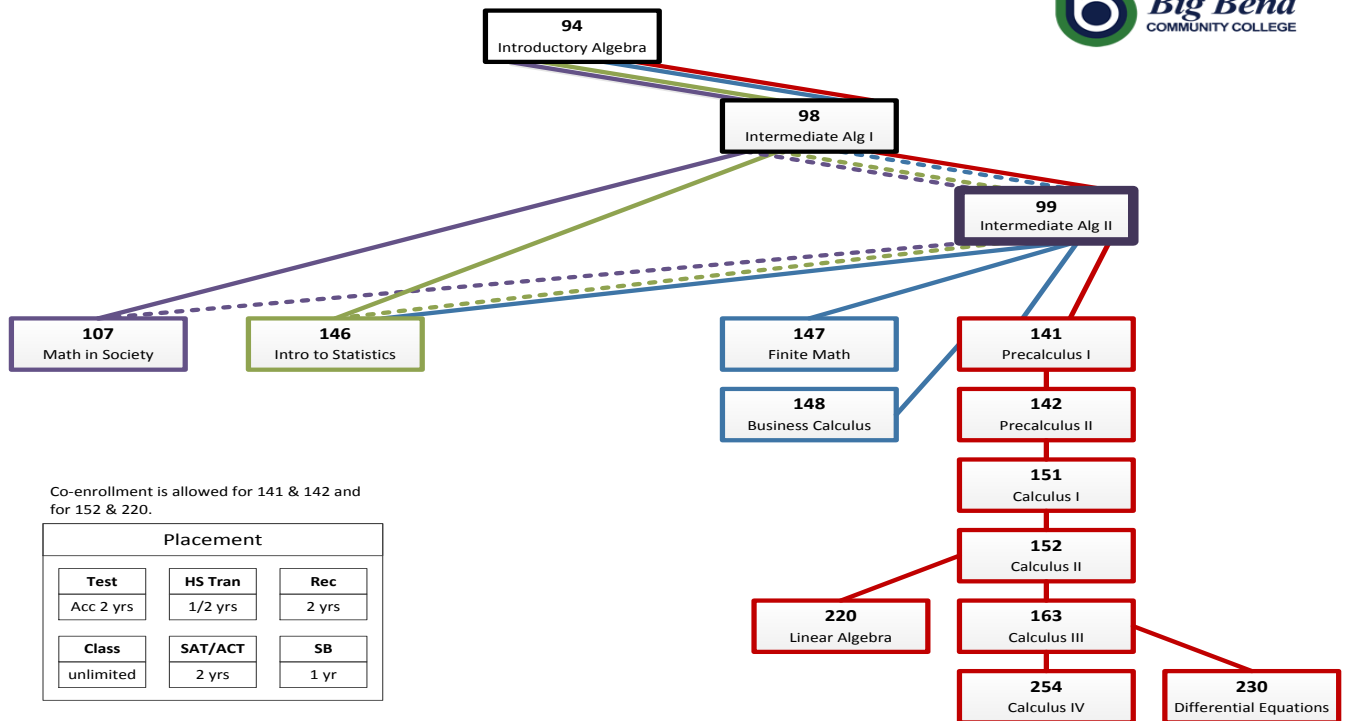 Big Bend
COMMUNITY COLLEGE
94
Introductory Algebra
98
Intermediate Alg I
99
Intermediate Alg II
107
Math in Society
146
Intro to Statistics
147
Finite Math
141
Precalculus I
148
Business Calculus
142
Precalculus II
151
Calculus I
152
Calculus II
220
Linear Algebra
163
Calculus III
254
Calculus IV
230
Differential Equations
Co-enrollment is allowed for 141 & 142 and
for 152 & 220.
Placement
Test
Acc 2 yrs
HS Tran
1/2 yrs
Rec
2 yrs
Class
unlimited
SAT/ACT
2 yrs
SB
1 yr